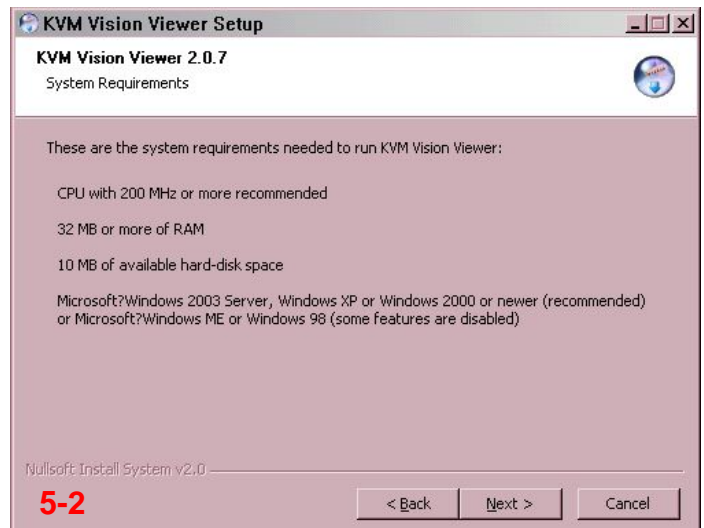 KVM Vision Viewer Setup
KVM Vision Viewer 2.0.7
System Requirements
These are the system requirements needed to run KVM Vision Viewer:
CPU with 200 MHz or more recommended
32 MB or more of RAM
10 MB of available hard-disk space
Microsoft?Windows 2003 Server, Windows XP or Windows 2000 or newer (recommended)
or Microsoft?Windows ME or Windows 98 (some features are disabled)
Nullsoft Install System v2.0
5-2
< Back Next > Cancel